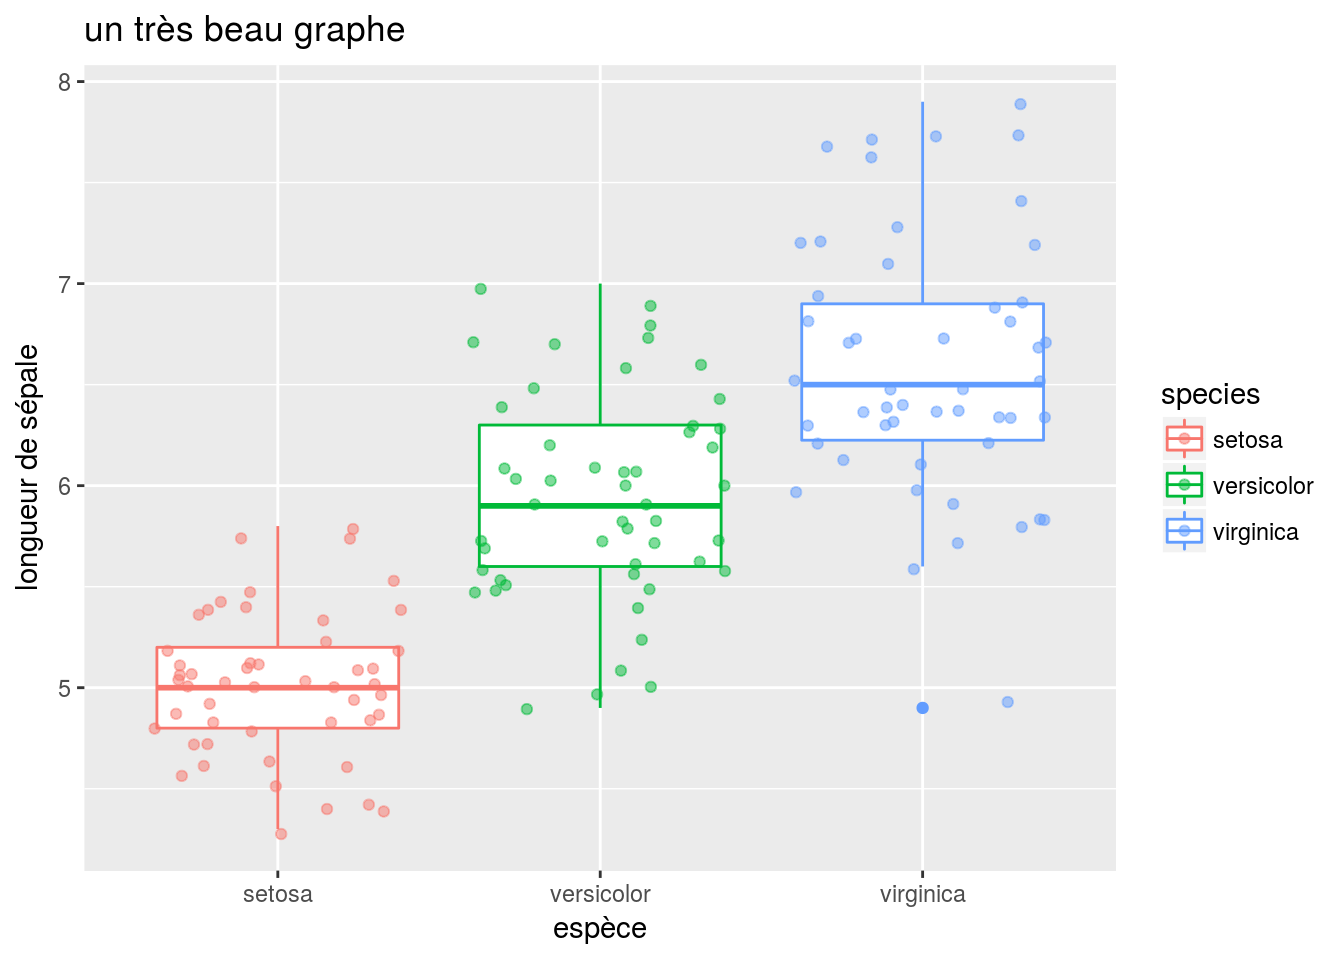 un très beau graphe
8
7
6
5
longueur de sépale
setosa
versicolor
virginica
espèce
species
setosa
versicolor
virginica